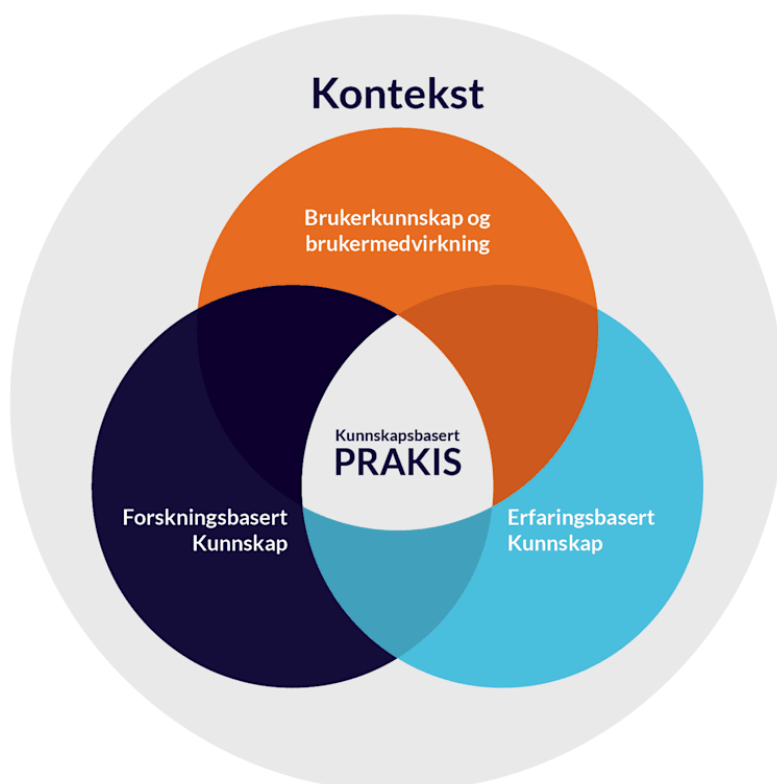 Kontekst
Brukerkunnskap og
brukermedvirkning
Kunnskapsbasert
PRAKIS
Forskningsbasert
Kunnskap
Erfaringsbasert
Kunnskap